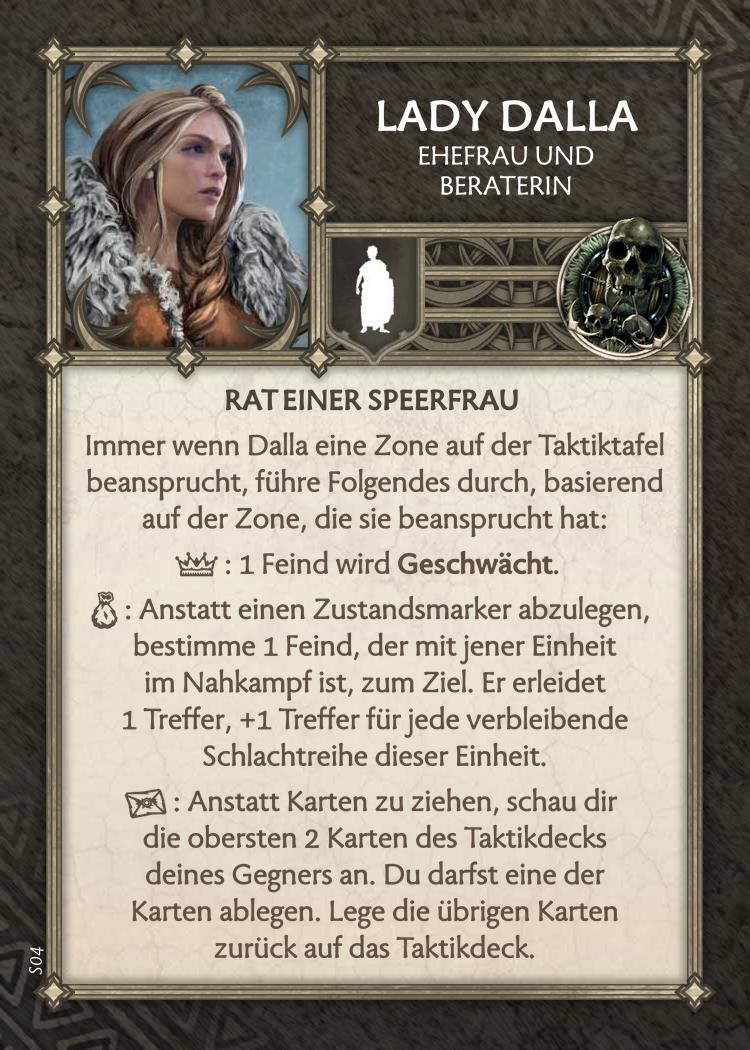 LADY DALLA
EHEFRAU UND
BERATERIN
RAT EINER SPEERFRAU
Immer wenn Dalla eine Zone auf der Taktiktafel
beansprucht, führe Folgendes durch, basierend
auf der Zone, die sie beansprucht hat:
: 1 Feind wird Geschwächt.
: Anstatt einen Zustandsmarker abzulegen,
bestimme 1 Feind, der mit jener Einheit
im Nahkampf ist, zum Ziel. Er erleidet
1 Treffer, +1 Treffer für jede verbleibende
Schlachtreihe dieser Einheit.
: Anstatt Karten zu ziehen, schau dir
die obersten 2 Karten des Taktikdecks
deines Gegners an. Du darfst eine der
Karten ablegen. Lege die übrigen Karten
zurück auf das Taktikdeck.
S04